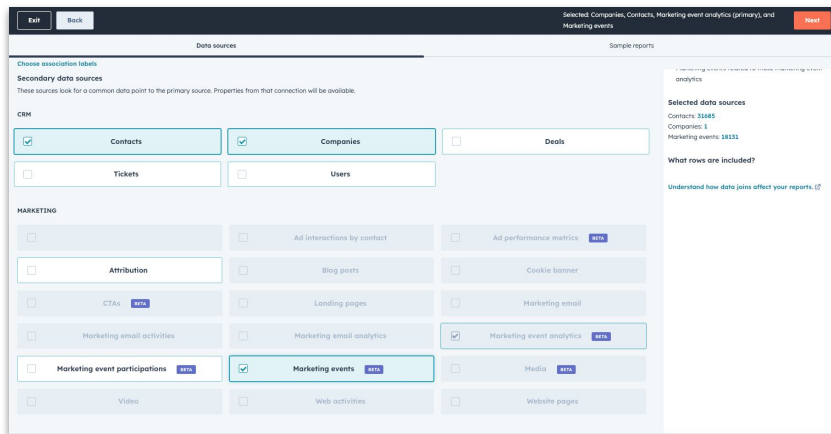 Exit
Back
Selected: Companies, Contacts, Marketing event analytics (primary), and
Marketing events
Next
Data sources
Sample reports
Choose association labels
Secondary data sources
These sources look for a common data point to the primary source. Properties from that connection will be available.
CRM
Contacts
Companies
Deals
Tickets
Users
MARKETING
Ad interactions by contact
Ad performance metrics BETA
Attribution
Blog posts
Cookie banner
CTAs BETA
Landing pages
Marketing email
Marketing email activities
Marketing email analytics
Marketing event analytics BETA
Marketing event participations BETA
Marketing events BETA
Media BETA
Video
Web activities
Website pages
analytics
Selected data sources
Contacts: 31685
Companies: 1
Marketing events: 18131
What rows are included?
Understand how data joins affect your reports.